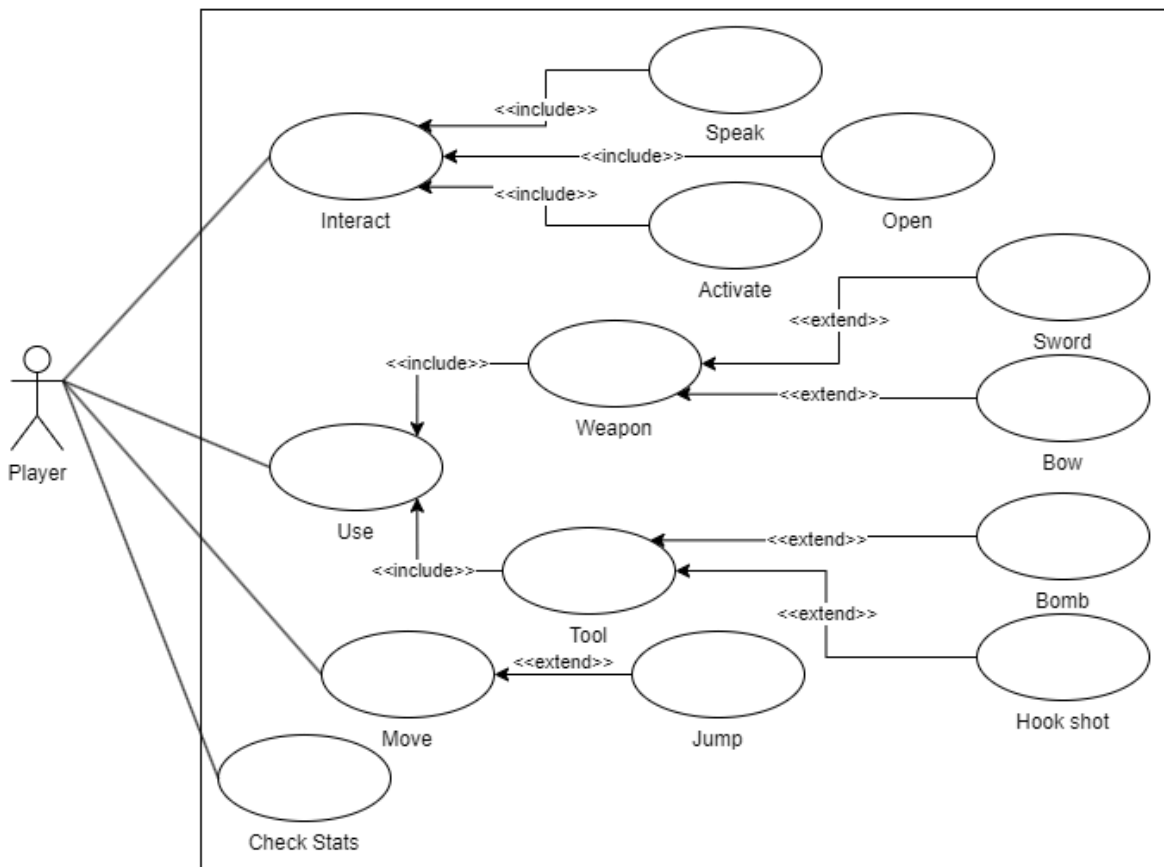 <<include>>
Speak
<<include>>
Interact
Open
<<include>>
Activate
<<extend>>
Sword
<<include>>
Weapon
<<extend>>
Bow
Player
Use
<<include>>
Tool
<<extend>>
Bomb
<<extend>>
Hook shot
<<extend>>
Move
Jump
Check Stats